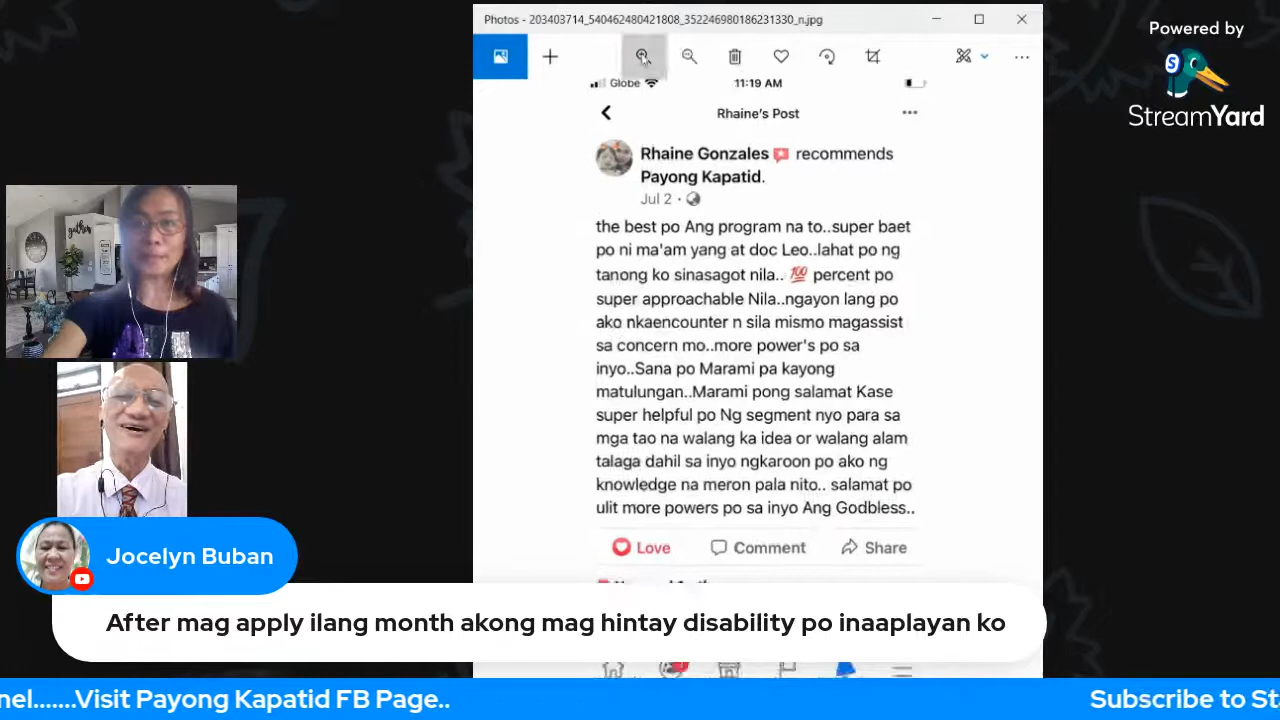 Photos - 203403714_540462480421808_352246980186231330_n.jpg
Powered by
StreamYard
Globe
11:19 AM
Rhaine's Post
Rhaine Gonzales recommends
Payong Kapatid.
Jul 2 ·
the best po Ang program na to..super baet
po ni ma'am yang at doc Leo..lahat po ng
tanong ko sinasagot nila.. 💯 percent po
super approachable Nila..ngayon lang po
ako nkaencounter n sila mismo magassist
sa concern mo..more power's po sa
inyo..Sana po Marami pa kayong
matulungan..Marami pong salamat Kase
super helpful po Ng segment nyo para sa
mga tao na walang ka idea or walang alam
talaga dahil sa inyo ngkaroon po ako ng
knowledge na meron pala nito.. salamat po
ulit more powers po sa inyo Ang Godbless..
Love
Comment
Share
gather
Jocelyn Buban
After mag apply ilang month akong mag hintay disability po inaaplayan ko
nel.......Visit Payong Kapatid FB Page..
Subscribe to St